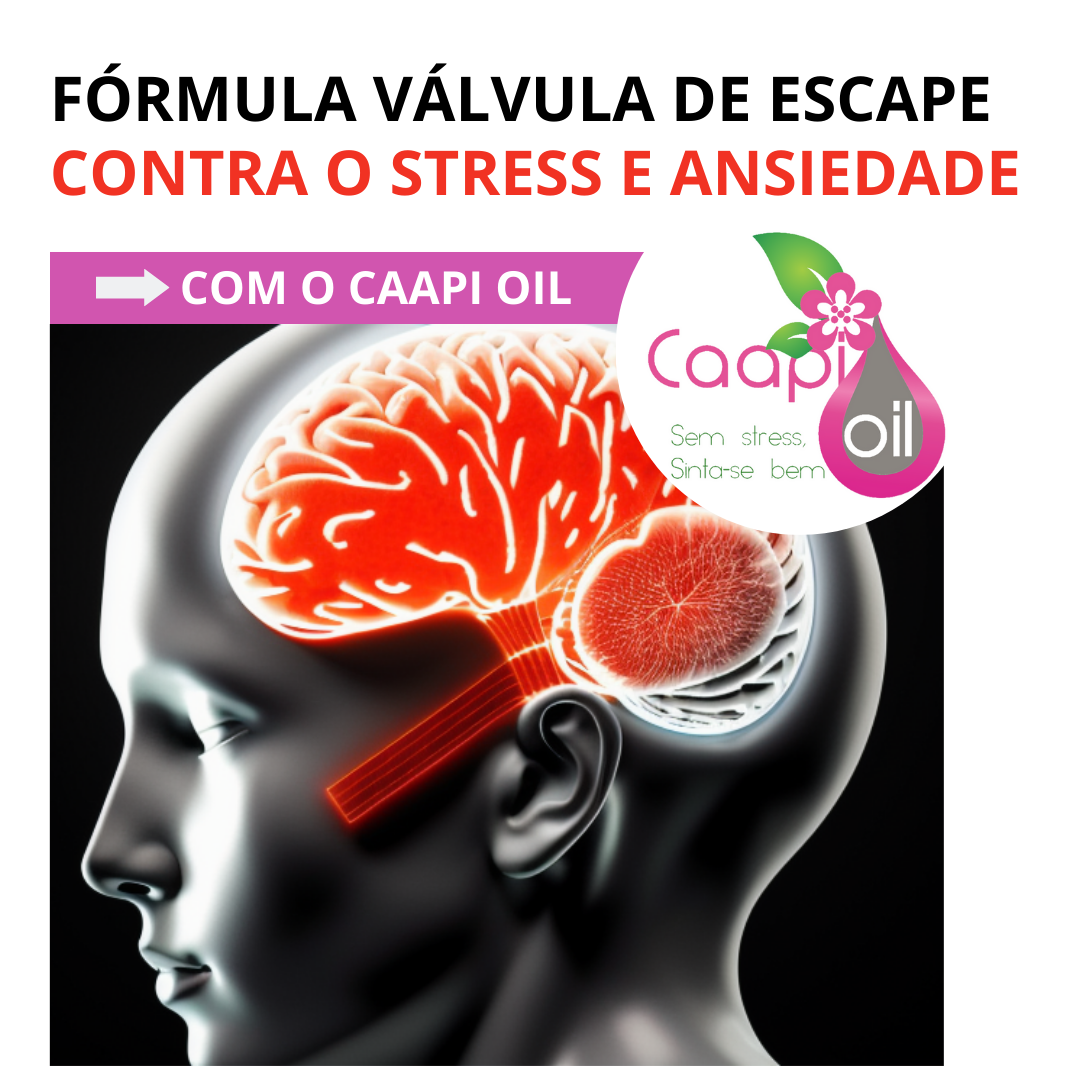 FÓRMULA VÁLVULA DE ESCAPE
CONTRA O STRESS E ANSIEDADE
COM O CAAPI OIL
Caapi
oil
Sem stress,
Sinta-se bem